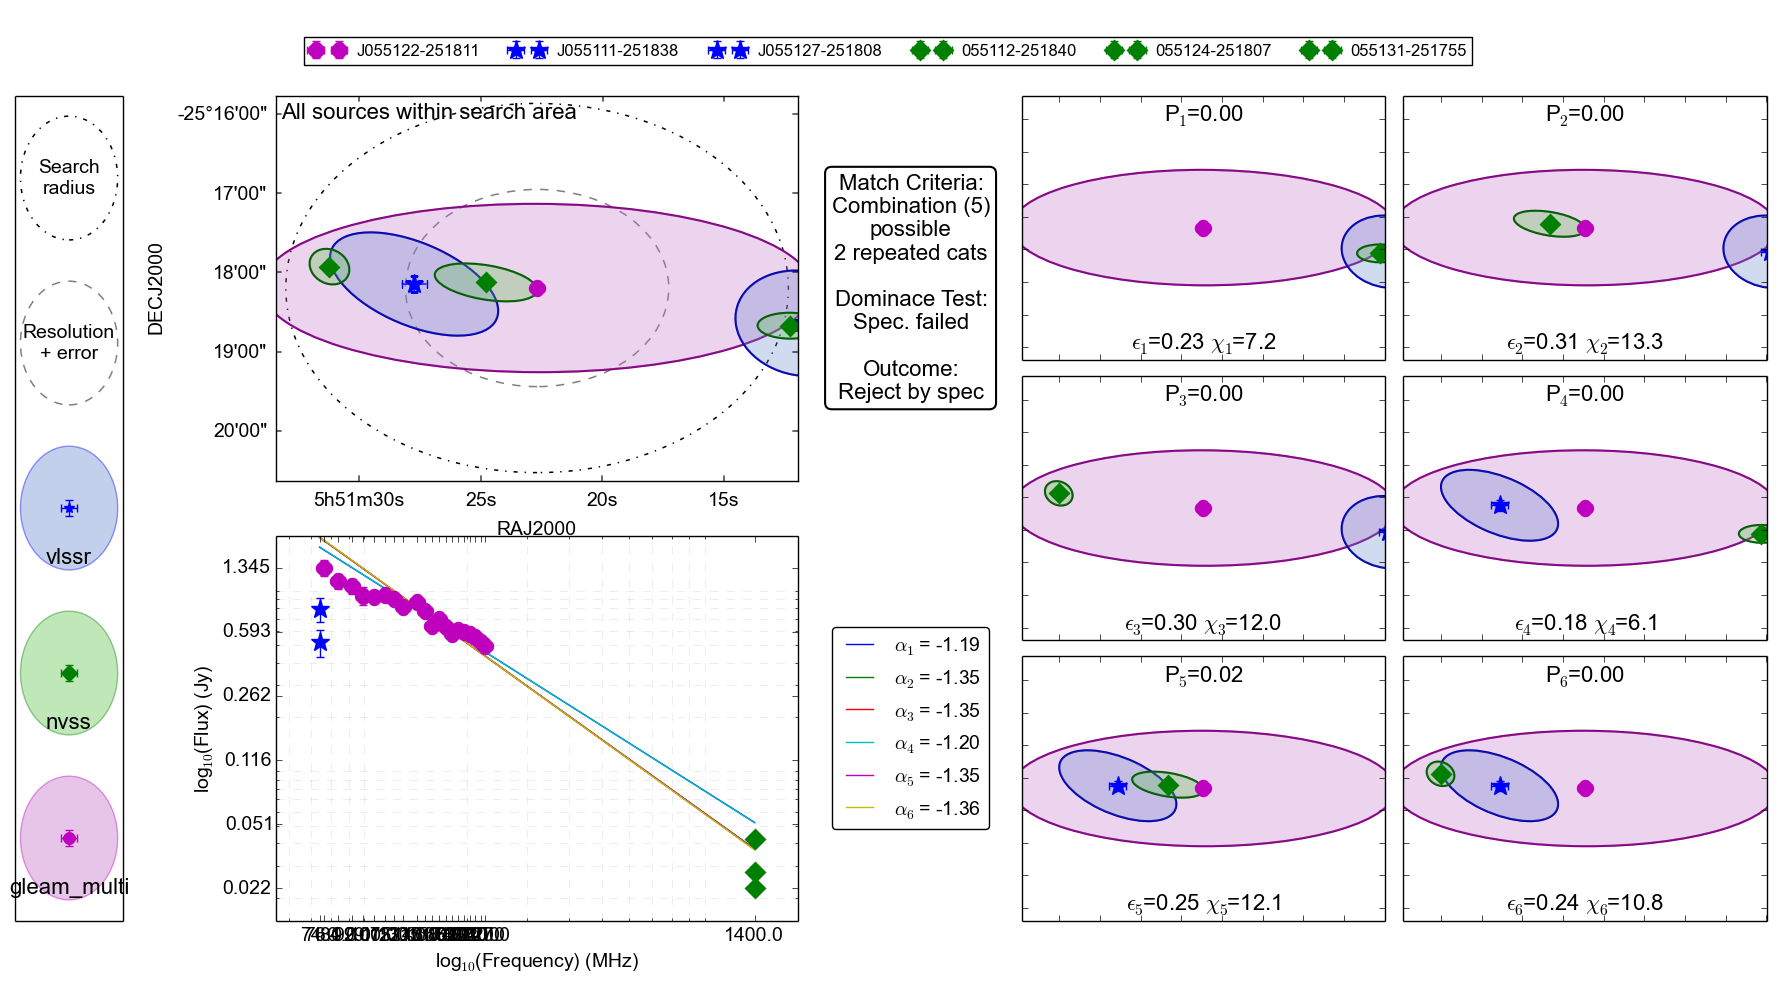 J055122-251811
J055111-251838
J055127-251808
055112-251840
055124-251807
055131-251755
Search
radius
Resolution
+ error
vlssr
nvss
gleam_multi
All sources within search area
-25°16'00"
17'00"
18'00"
19'00"
20'00"
DECJ2000
5h51m30s
25s
20s
15s
RAJ2000
Match Criteria:
Combination (5)
possible
2 repeated cats
Dominace Test:
Spec. failed
Outcome:
Reject by spec
1.345
0.593
0.262
0.116
0.051
0.022
log₁₀(Flux) (Jy)
1400.0
log₁₀(Frequency) (MHz)
α₁ = -1.19
α₂ = -1.35
α₃ = -1.35
α₄ = -1.20
α₅ = -1.35
α₆ = -1.36
P₁=0.00
ϵ₁=0.23 χ₁=7.2
P₂=0.00
ϵ₂=0.31 χ₂=13.3
P₃=0.00
ϵ₃=0.30 χ₃=12.0
P₄=0.00
ϵ₄=0.18 χ₄=6.1
P₅=0.02
ϵ₅=0.25 χ₅=12.1
P₆=0.00
ϵ₆=0.24 χ₆=10.8